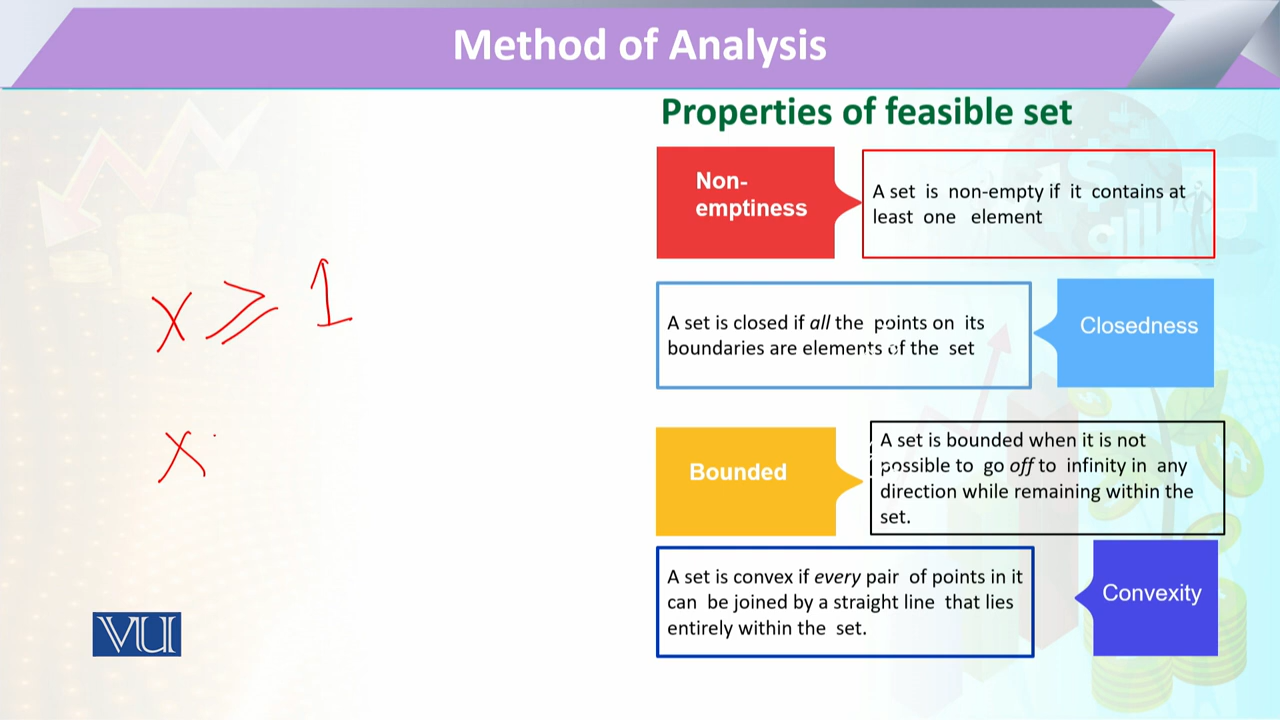 Method of Analysis
Properties of feasible set
Non-
emptiness
A set is non-empty if it contains at
least one element
A set is closed if all the points on its
boundaries are elements of the set
Closedness
Bounded
A set is bounded when it is not
possible to go off to infinity in any
direction while remaining within the
set.
A set is convex if every pair of points in it
can be joined by a straight line that lies
entirely within the set.
Convexity
x ⩾ 1
x
VU